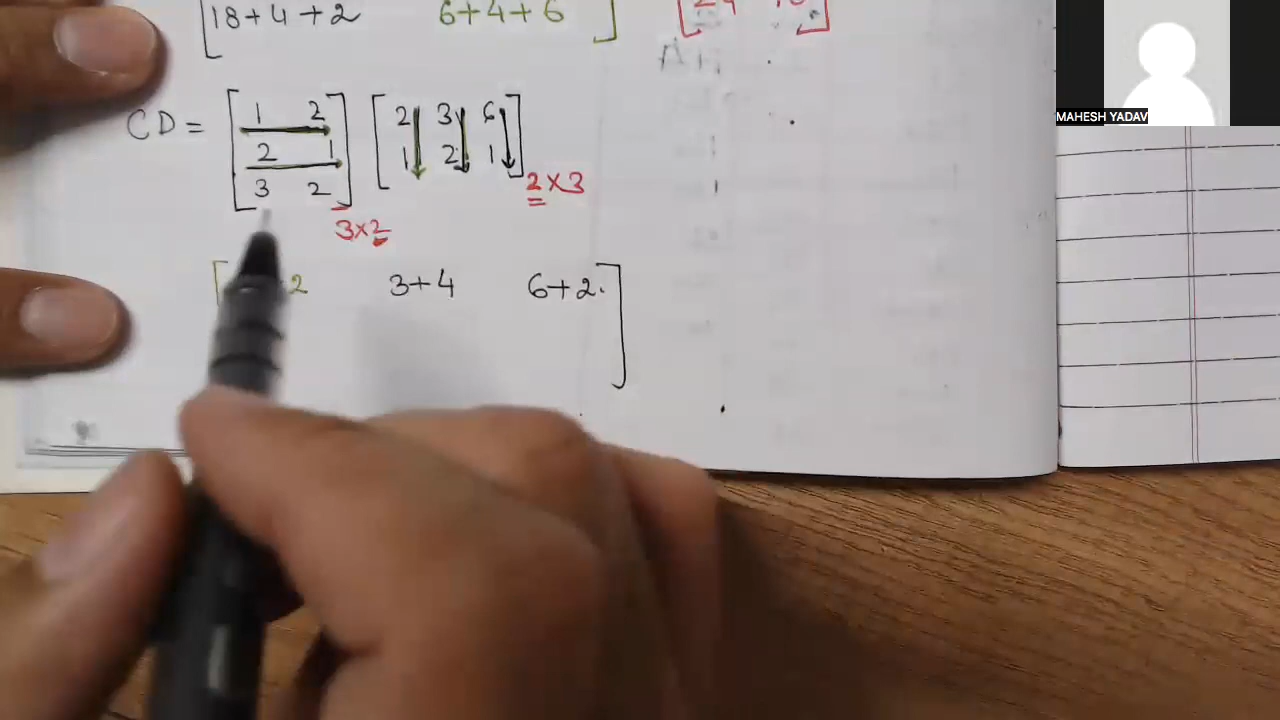 [18+4+2 6+4+6]
MAHESH YADAV
CD = [1 2] [2 3 6]
2 1 1 2 1
3 2 2×3
3×2
2 3+4 6+2